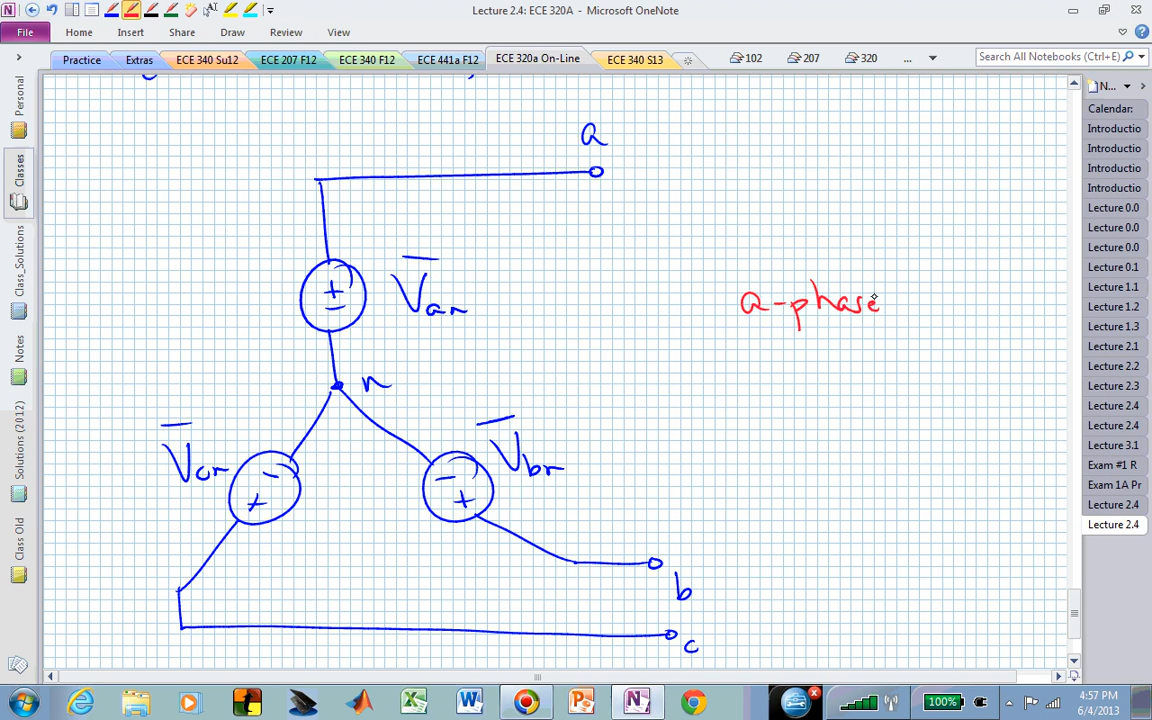 Lecture 2.4: ECE 320A - Microsoft OneNote
File Home Insert Share Draw Review View
Practice Extras ECE 340 Su12 ECE 207 F12 ECE 340 F12 ECE 441a F12 ECE 320a On-Line ECE 340 S13 102 207 320 ... Search All Notebooks (Ctrl+E)
Personal
Classes
Class_Solutions
Notes
Solutions (2012)
Class Old
a
V̅an
a-phase
n
V̅cn
V̅bn
b
c
N...
Calendar:
Introductio
Introductio
Introductio
Introductio
Lecture 0.0
Lecture 0.0
Lecture 0.0
Lecture 0.1
Lecture 1.1
Lecture 1.2
Lecture 1.3
Lecture 2.1
Lecture 2.2
Lecture 2.3
Lecture 2.4
Lecture 2.4
Lecture 3.1
Exam #1 R
Exam 1A Pr
Lecture 2.4
Lecture 2.4
100%
4:57 PM
6/4/2013